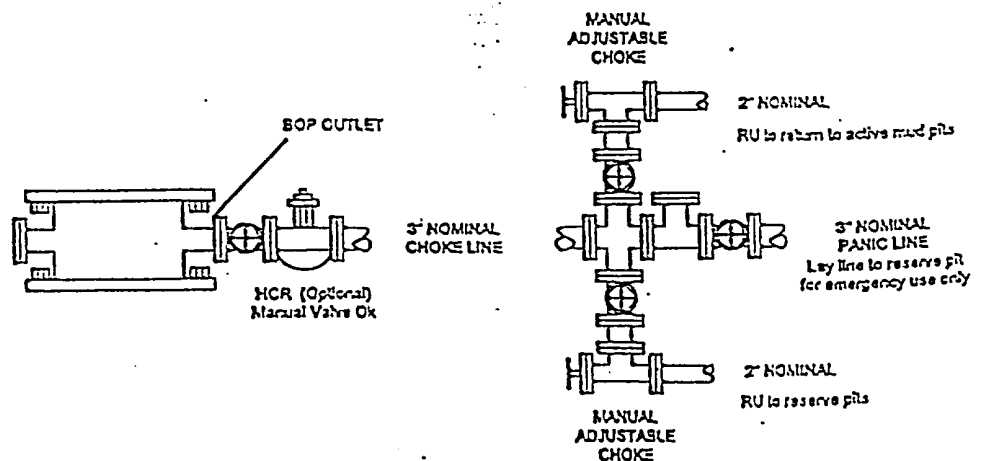 MANUAL
ADJUSTABLE
CHOKE
2" NOMINAL
RU to return to active mud pits
BOP OUTLET
3" NOMINAL
CHOKE LINE
HCR (Optional)
Manual Valve Ok
3" NOMINAL
PANIC LINE
Lay line to reserve pit
for emergency use only
2" NOMINAL
RU to reserve pits
MANUAL
ADJUSTABLE
CHOKE